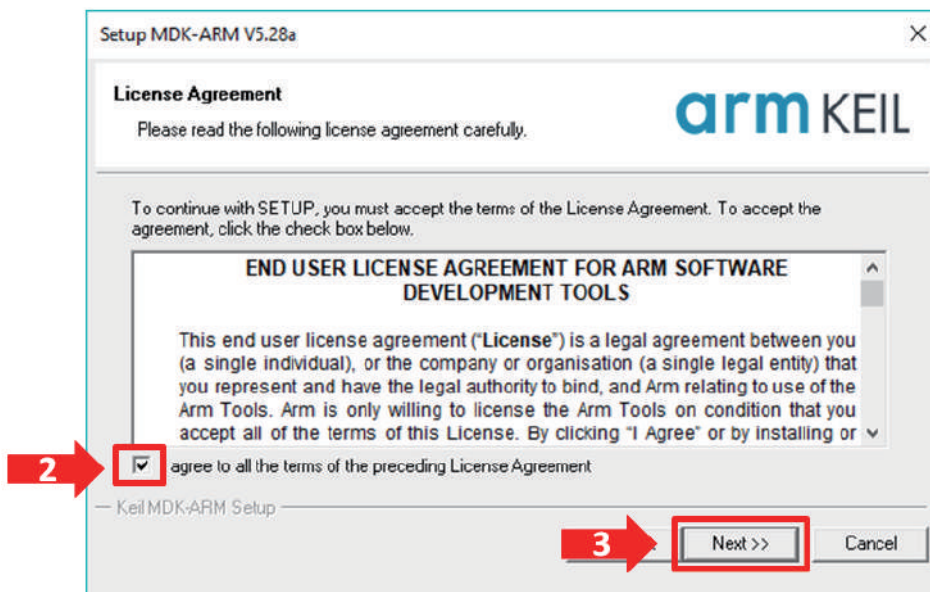 Setup MDK-ARM V5.28a
License Agreement
Please read the following license agreement carefully.
arm KEIL
To continue with SETUP, you must accept the terms of the License Agreement. To accept the
agreement, click the check box below.
END USER LICENSE AGREEMENT FOR ARM SOFTWARE
DEVELOPMENT TOOLS
This end user license agreement ("License") is a legal agreement between you
(a single individual), or the company or organisation (a single legal entity) that
you represent and have the legal authority to bind, and Arm relating to use of the
Arm Tools. Arm is only willing to license the Arm Tools on condition that you
accept all of the terms of this License. By clicking "I Agree" or by installing or
2
agree to all the terms of the preceding License Agreement
Keil MDK-ARM Setup
3
Next >>
Cancel